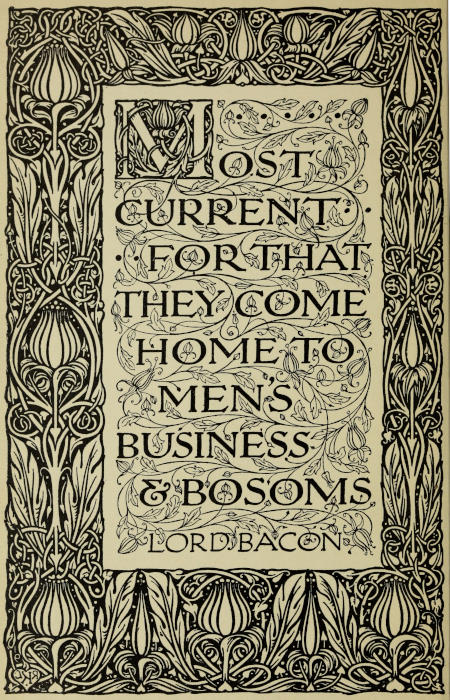 MOST
CURRENT · ·
· · FOR THAT
THEY COME
HOME TO
MEN'S
BUSINESS
& BOSOMS
LORD BACON